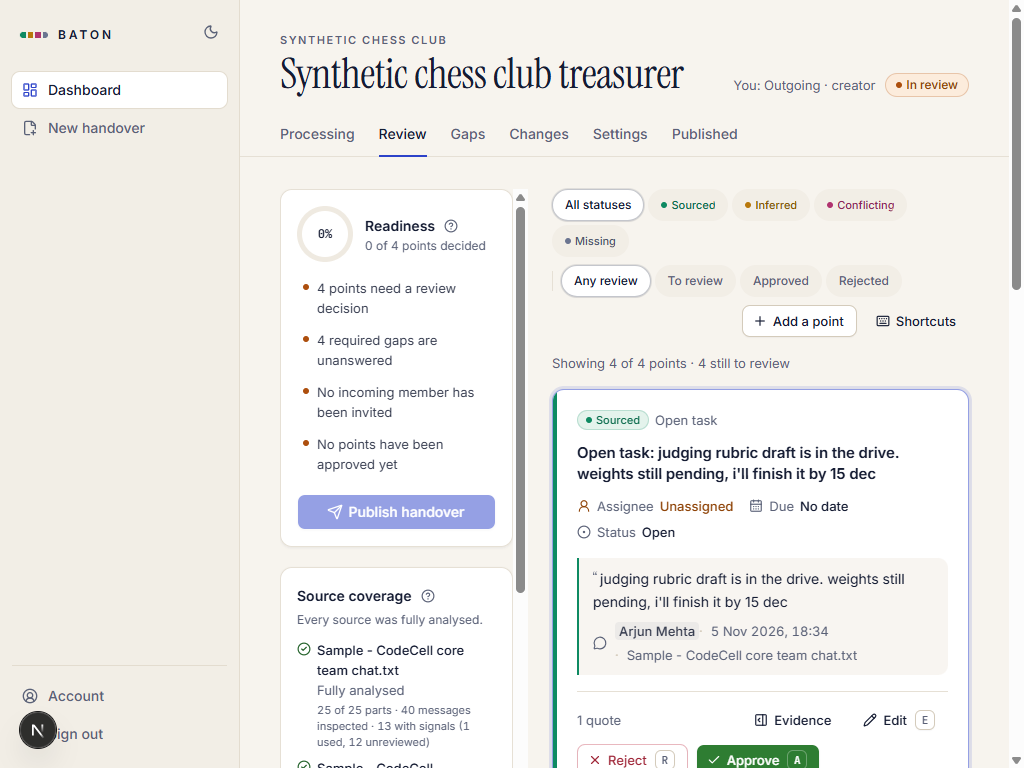 BATON
Dashboard
New handover
Account
ign out
N
SYNTHETIC CHESS CLUB
Synthetic chess club treasurer
You: Outgoing · creator
In review
Processing
Review
Gaps
Changes
Settings
Published
0%
Readiness
0 of 4 points decided
4 points need a review
decision
4 required gaps are
unanswered
No incoming member has
been invited
No points have been
approved yet
Publish handover
Source coverage
Every source was fully analysed.
Sample - CodeCell core
team chat.txt
Fully analysed
25 of 25 parts · 40 messages
inspected · 13 with signals (1
used, 12 unreviewed)
Sample - CodeCell
All statuses
Sourced
Inferred
Conflicting
Missing
Any review
To review
Approved
Rejected
+ Add a point
Shortcuts
Showing 4 of 4 points · 4 still to review
Sourced
Open task
Open task: judging rubric draft is in the drive.
weights still pending, i'll finish it by 15 dec
Assignee Unassigned
Due No date
Status Open
“judging rubric draft is in the drive. weights still
pending, i'll finish it by 15 dec
Arjun Mehta · 5 Nov 2026, 18:34
· Sample - CodeCell core team chat.txt
1 quote
Evidence
Edit E
Reject R
Approve A